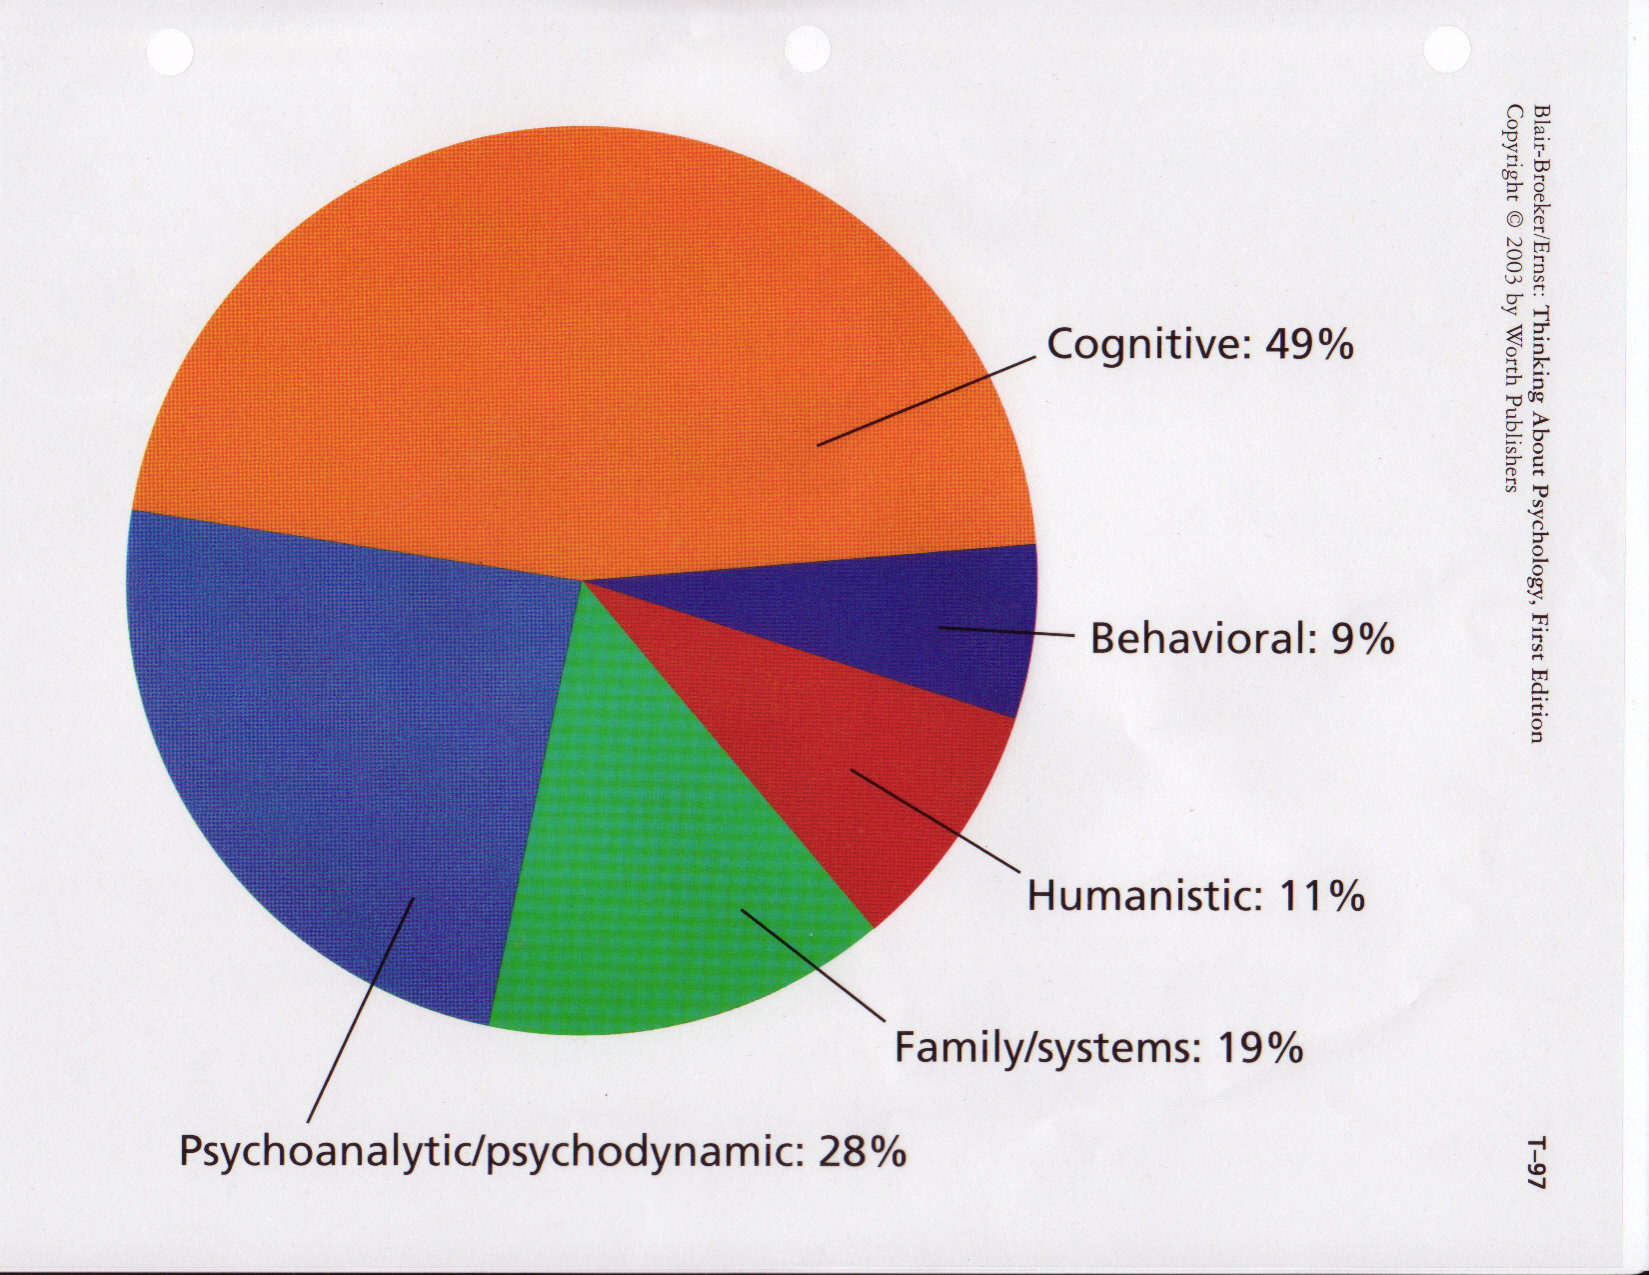 Cognitive: 49%
Behavioral: 9%
Humanistic: 11%
Family/systems: 19%
Psychoanalytic/psychodynamic: 28%
Blair-Broeker/Ernst: Thinking About Psychology, First Edition
Copyright © 2003 by Worth Publishers
T-97